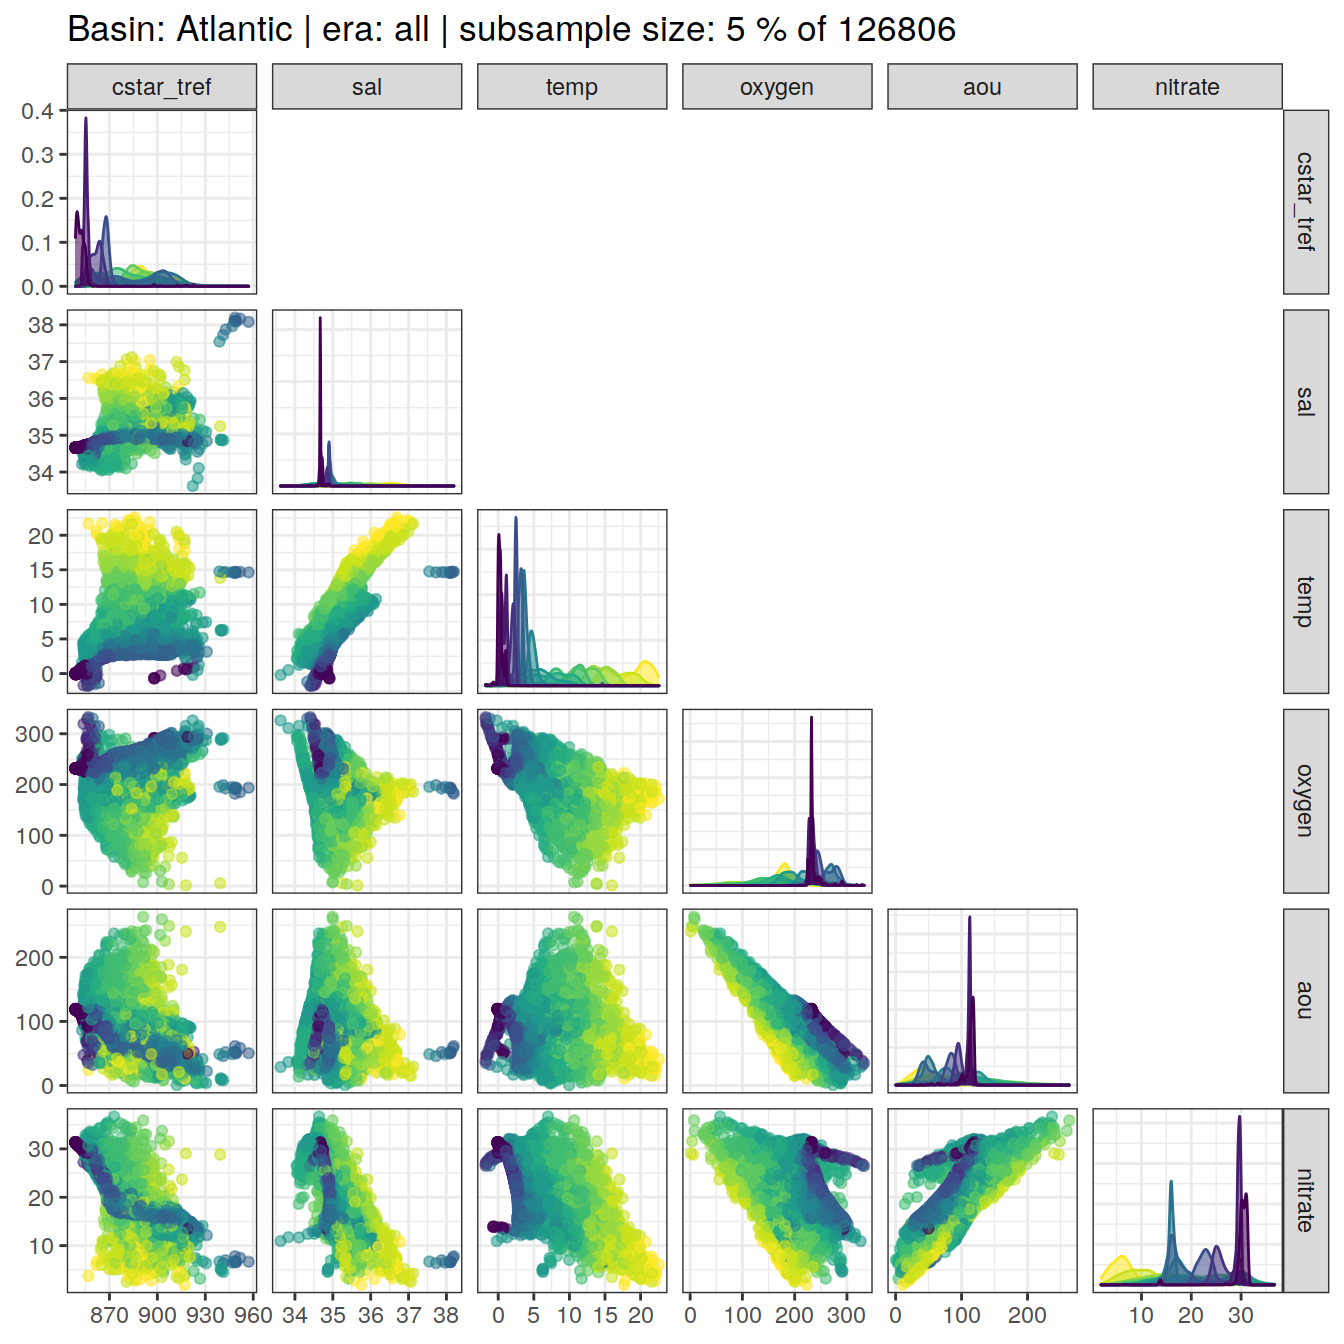 Basin: Atlantic | era: all | subsample size: 5 % of 126806
cstar_tref sal temp oxygen aou nitrate
0.4
0.3
0.2
0.1
0.0
cstar_tref
38
37
36
35
34
sal
20
15
10
5
0
temp
300
200
100
0
oxygen
200
100
0
aou
30
20
10
nitrate
870 900 930 960 34 35 36 37 38 0 5 10 15 20 0 100 200 300 0 100 200 10 20 30